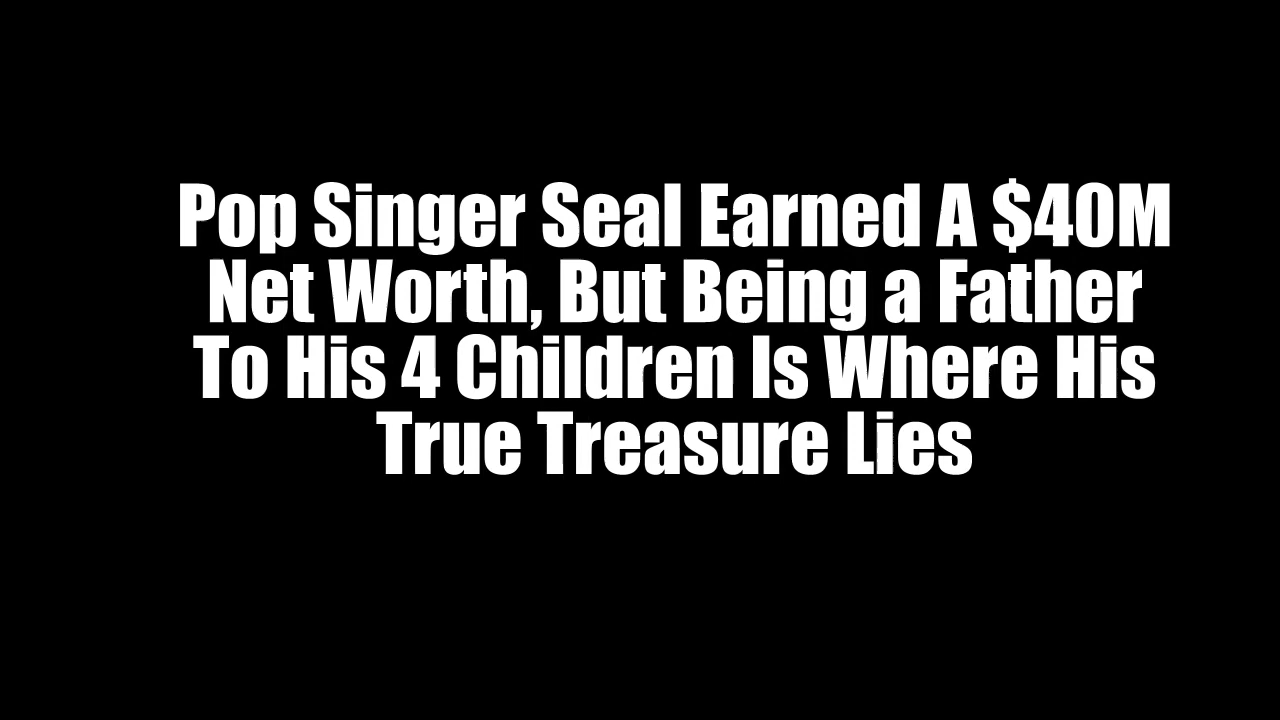 Pop Singer Seal Earned A $40M
Net Worth, But Being a Father
To His 4 Children Is Where His
True Treasure Lies